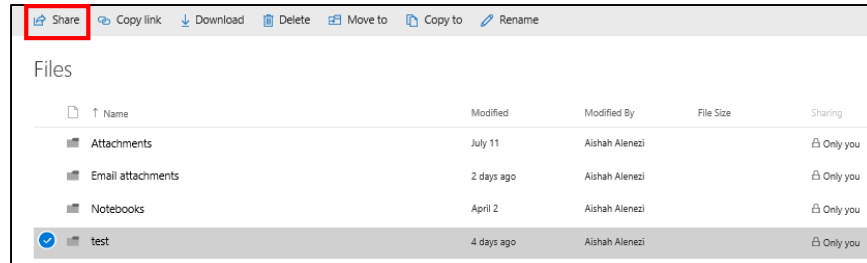 Share Copy link Download Delete Move to Copy to Rename
Files
↑ Name Modified Modified By File Size Sharing
Attachments July 11 Aishah Alenezi Only you
Email attachments 2 days ago Aishah Alenezi Only you
Notebooks April 2 Aishah Alenezi Only you
test 4 days ago Aishah Alenezi Only you